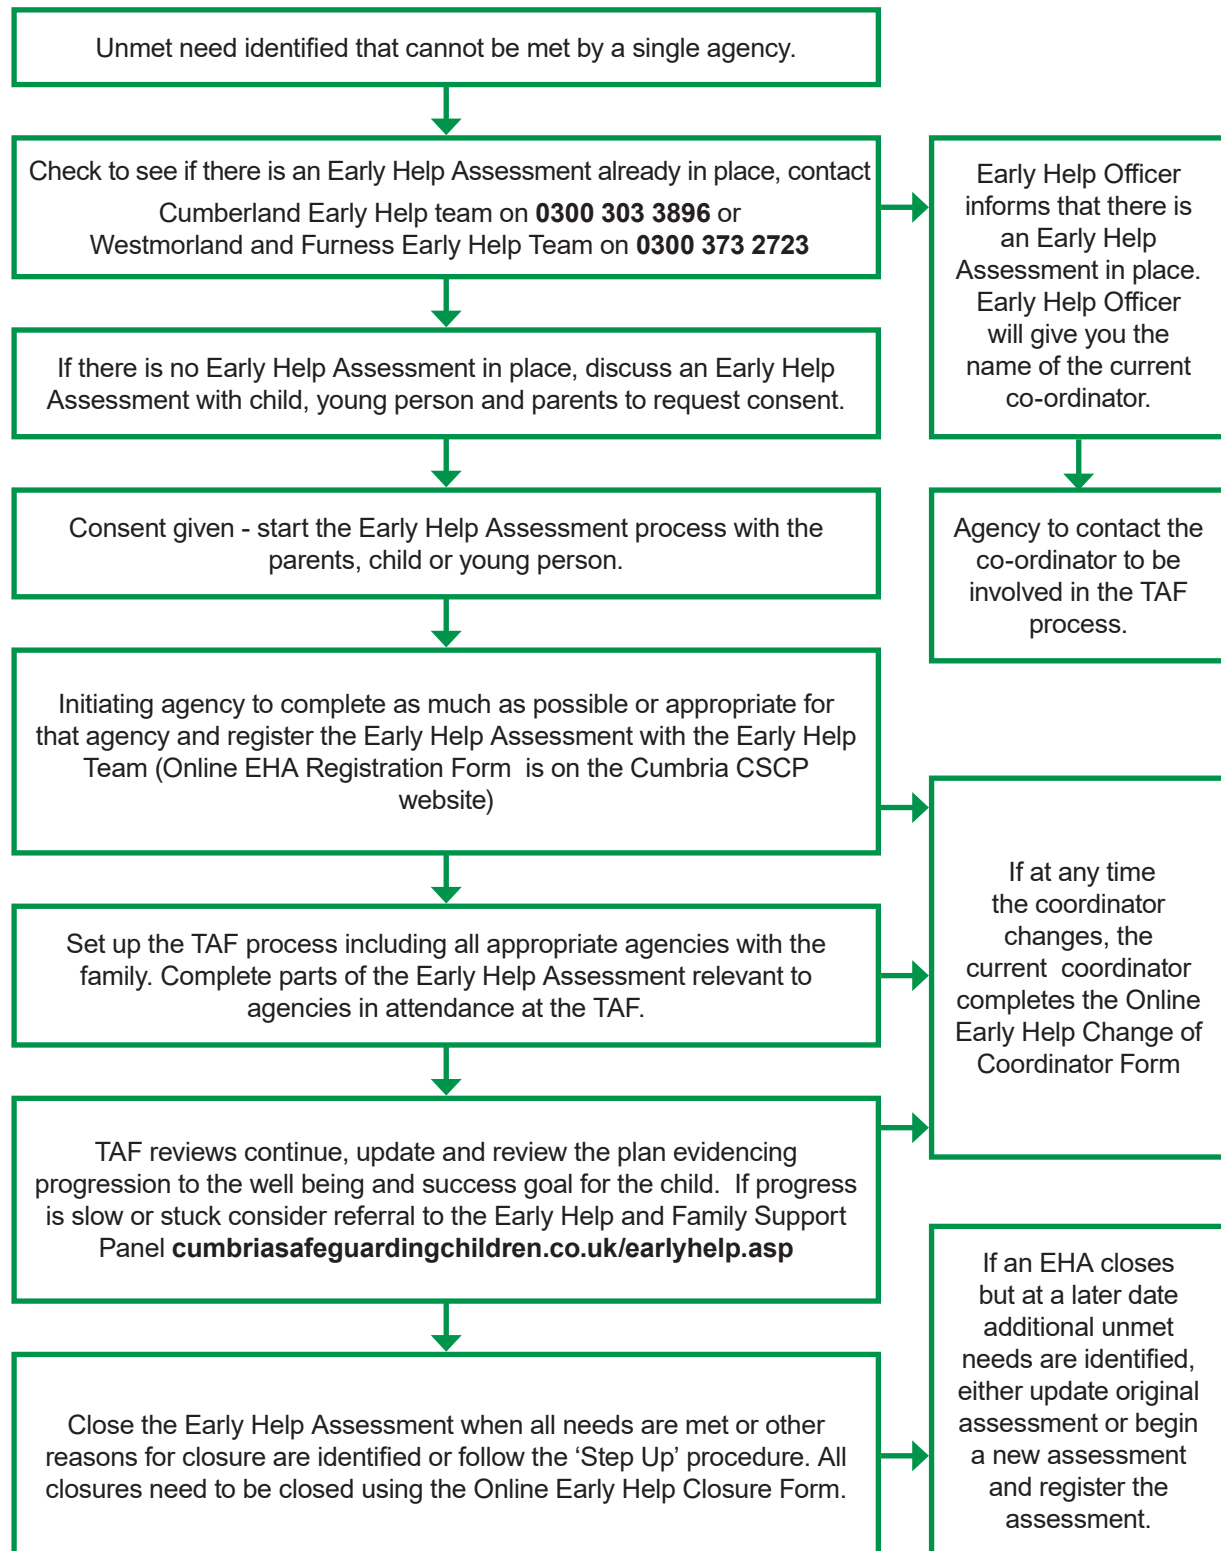 Unmet need identified that cannot be met by a single agency.
Check to see if there is an Early Help Assessment already in place, contact
Cumberland Early Help team on 0300 303 3896 or
Westmorland and Furness Early Help Team on 0300 373 2723
Early Help Officer
informs that there is
an Early Help
Assessment in place.
Early Help Officer
will give you the
name of the current
co-ordinator.
If there is no Early Help Assessment in place, discuss an Early Help
Assessment with child, young person and parents to request consent.
Consent given - start the Early Help Assessment process with the
parents, child or young person.
Agency to contact the
co-ordinator to be
involved in the TAF
process.
Initiating agency to complete as much as possible or appropriate for
that agency and register the Early Help Assessment with the Early Help
Team (Online EHA Registration Form  is on the Cumbria CSCP
website)
Set up the TAF process including all appropriate agencies with the
family. Complete parts of the Early Help Assessment relevant to
agencies in attendance at the TAF.
If at any time
the coordinator
changes, the
current  coordinator
completes the Online
Early Help Change of
Coordinator Form
TAF reviews continue, update and review the plan evidencing
progression to the well being and success goal for the child.  If progress
is slow or stuck consider referral to the Early Help and Family Support
Panel cumbriasafeguardingchildren.co.uk/earlyhelp.asp
Close the Early Help Assessment when all needs are met or other
reasons for closure are identified or follow the ‘Step Up’ procedure. All
closures need to be closed using the Online Early Help Closure Form.
If an EHA closes
but at a later date
additional unmet
needs are identified,
either update original
assessment or begin
a new assessment
and register the
assessment.